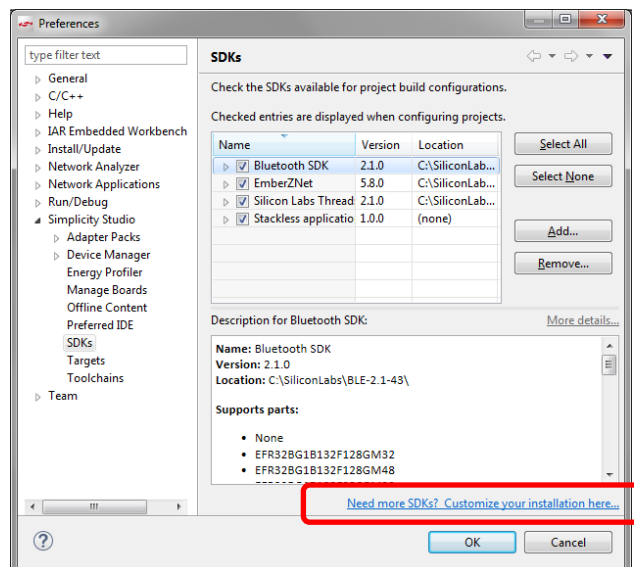 Preferences
type filter text
General
C/C++
Help
IAR Embedded Workbench
Install/Update
Network Analyzer
Network Applications
Run/Debug
Simplicity Studio
Adapter Packs
Device Manager
Energy Profiler
Manage Boards
Offline Content
Preferred IDE
SDKs
Targets
Toolchains
Team
SDKs
Check the SDKs available for project build configurations.
Checked entries are displayed when configuring projects.
Name Version Location
Bluetooth SDK 2.1.0 C:\SiliconLab...
EmberZNet 5.8.0 C:\SiliconLab...
Silicon Labs Thread 2.1.0 C:\SiliconLab...
Stackless applicatio 1.0.0 (none)
Select All
Select None
Add...
Remove...
Description for Bluetooth SDK: More details...
Name: Bluetooth SDK
Version: 2.1.0
Location: C:\SiliconLabs\BLE-2.1-43\
Supports parts:
• None
• EFR32BG1B132F128GM32
• EFR32BG1B132F128GM48
Need more SDKs? Customize your installation here...
OK Cancel